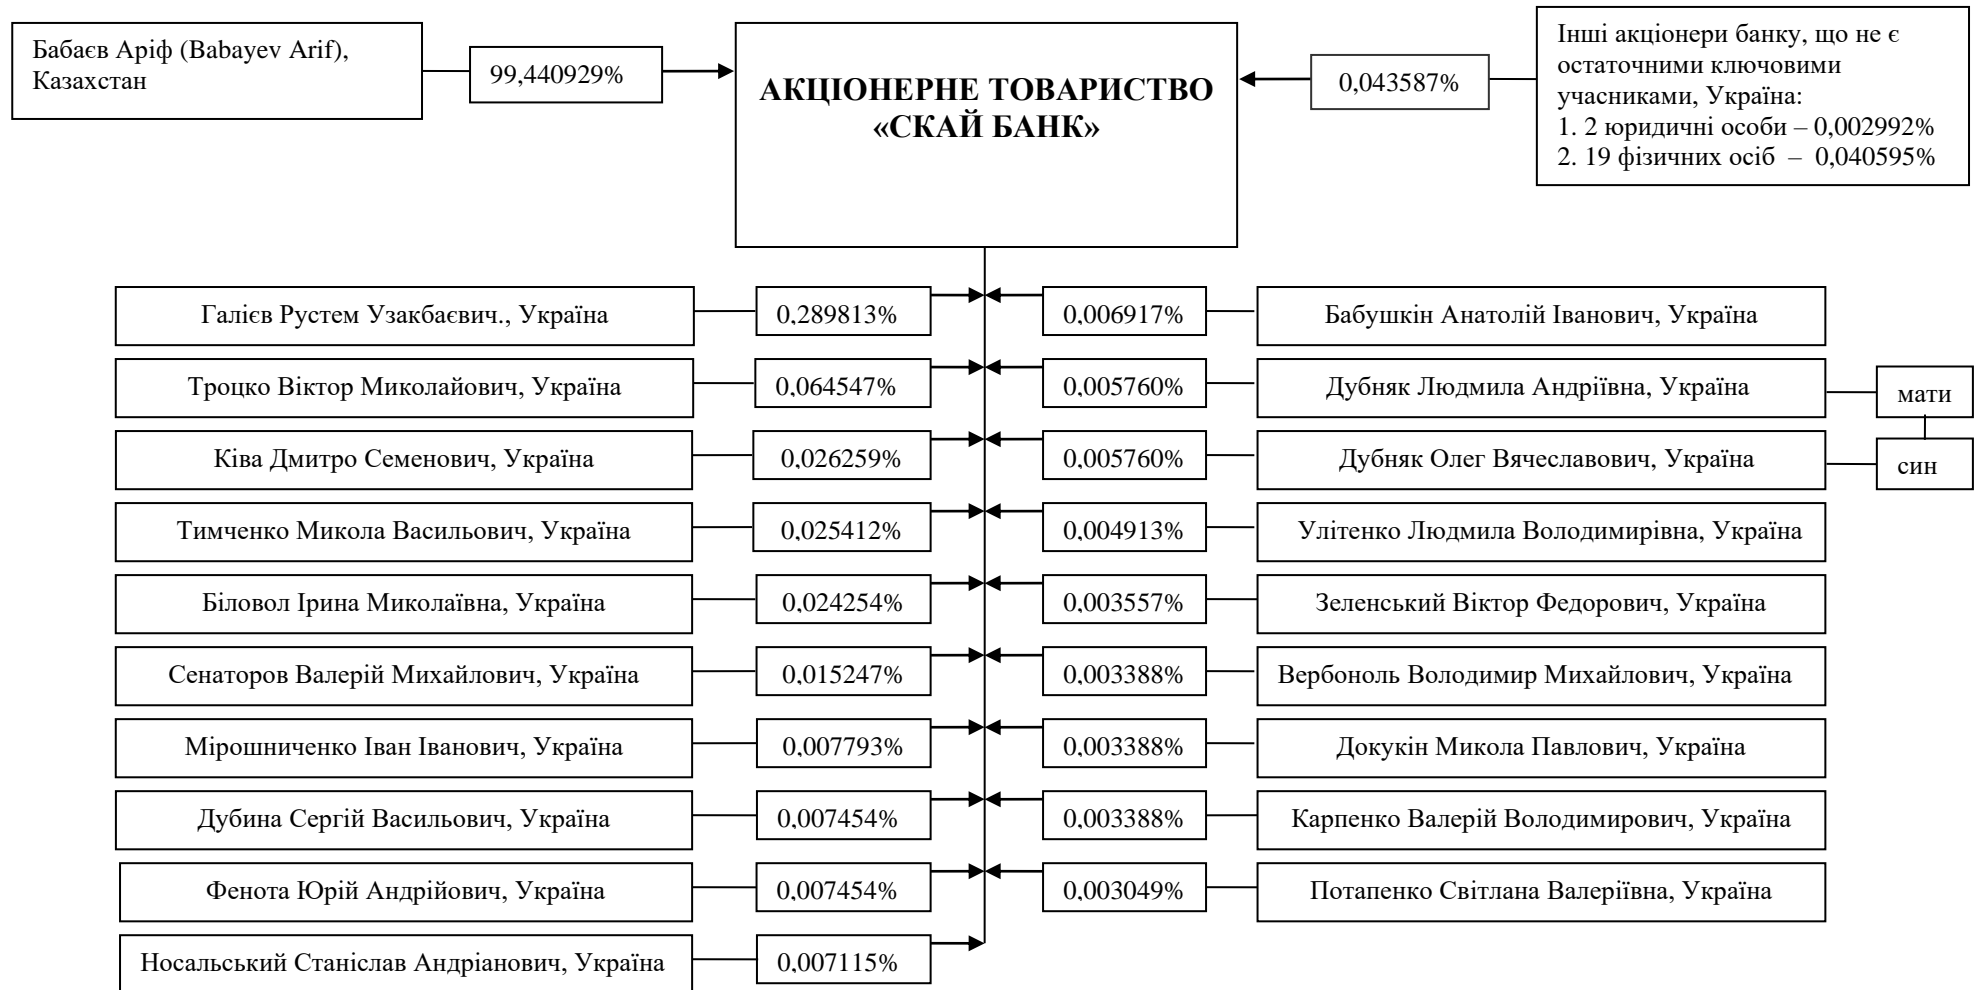 Бабаєв Аріф (Babayev Arif),
Казахстан
99,440929%
АКЦІОНЕРНЕ ТОВАРИСТВО
«СКАЙ БАНК»
0,043587%
Інші акціонери банку, що не є
остаточними ключовими
учасниками, Україна:
1. 2 юридичні особи – 0,002992%
2. 19 фізичних осіб – 0,040595%
Галієв Рустем Узакбаєвич., Україна
0,289813%
0,006917%
Бабушкін Анатолій Іванович, Україна
Троцко Віктор Миколайович, Україна
0,064547%
0,005760%
Дубняк Людмила Андріївна, Україна
мати
Ківа Дмитро Семенович, Україна
0,026259%
0,005760%
Дубняк Олег Вячеславович, Україна
син
Тимченко Микола Васильович, Україна
0,025412%
0,004913%
Улітенко Людмила Володимирівна, Україна
Біловол Ірина Миколаївна, Україна
0,024254%
0,003557%
Зеленський Віктор Федорович, Україна
Сенаторов Валерій Михайлович, Україна
0,015247%
0,003388%
Вербоноль Володимир Михайлович, Україна
Мірошниченко Іван Іванович, Україна
0,007793%
0,003388%
Докукін Микола Павлович, Україна
Дубина Сергій Васильович, Україна
0,007454%
0,003388%
Карпенко Валерій Володимирович, Україна
Фенота Юрій Андрійович, Україна
0,007454%
0,003049%
Потапенко Світлана Валеріївна, Україна
Носальський Станіслав Андріанович, Україна
0,007115%